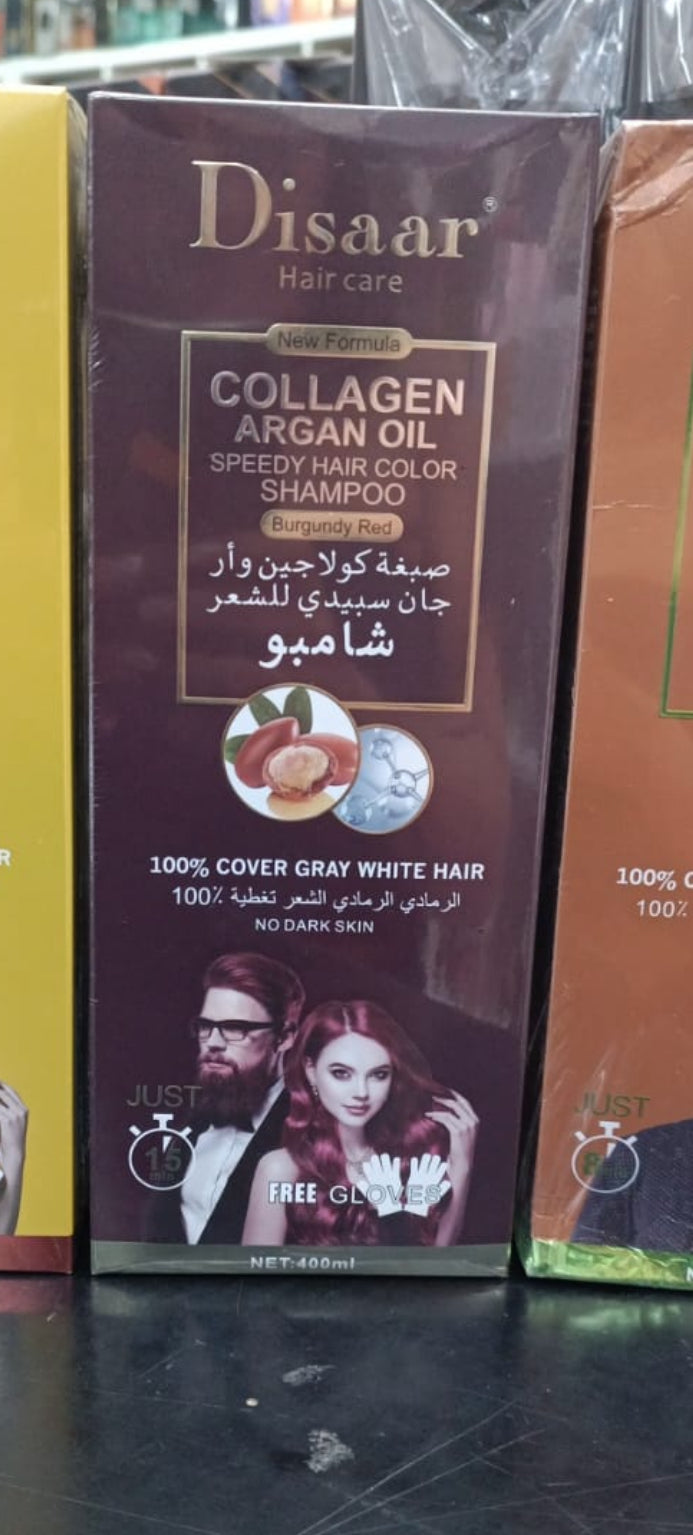 Disaar®
Hair care
New Formula
COLLAGEN
ARGAN OIL
SPEEDY HAIR COLOR
SHAMPOO
Burgundy Red
صبغة كولاجين وأر
جان سبيدي للشعر
شامبو
100% COVER GRAY WHITE HAIR
الرمادي الرمادي الشعر تغطية 100٪
NO DARK SKIN
JUST
15
min
FREE GLOVES
NET:400ml
R
100% C
100٪
JUST
8